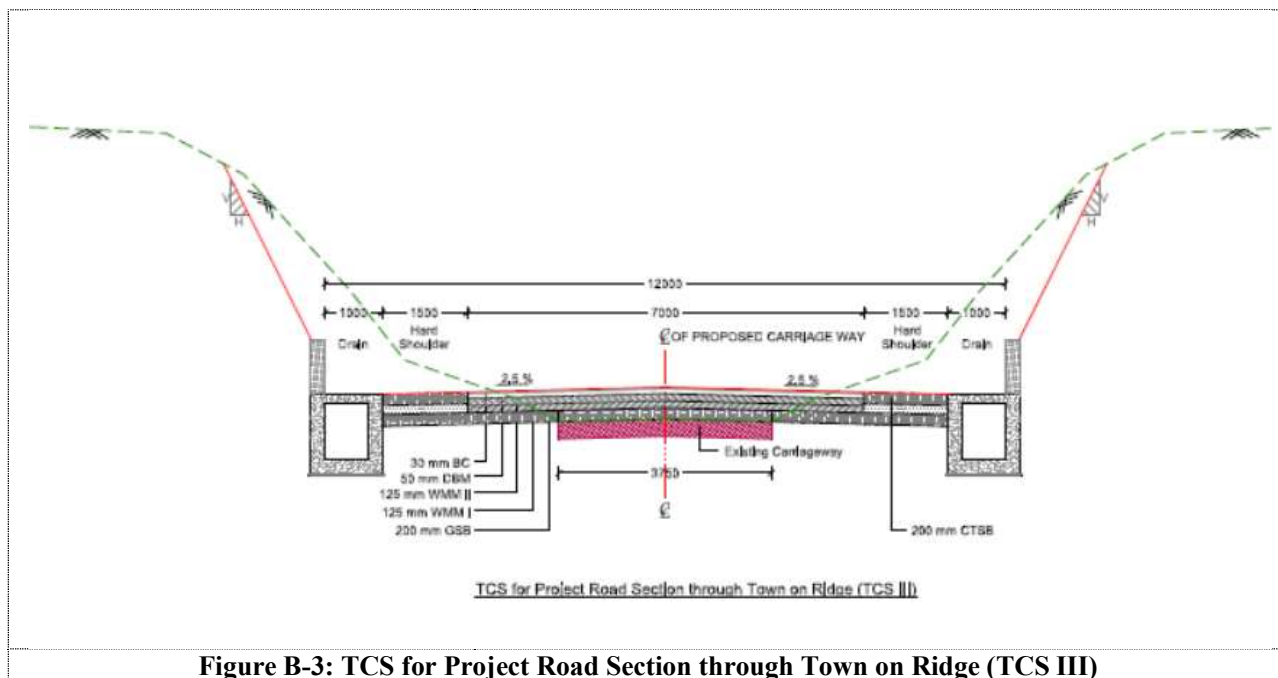 V
H
V
H
12000
1000 1500 7000 1500 1000
Drain Hard Shoulder Hard Shoulder Drain
℄ OF PROPOSED CARRIAGE WAY
2.5 % 2.5 %
30 mm BC
50 mm DBM
125 mm WMM II
125 mm WMM I
200 mm GSB
Existing Carriageway
3750
℄
200 mm CTSB
TCS for Project Road Section through Town on Ridge (TCS III)
Figure B-3: TCS for Project Road Section through Town on Ridge (TCS III)